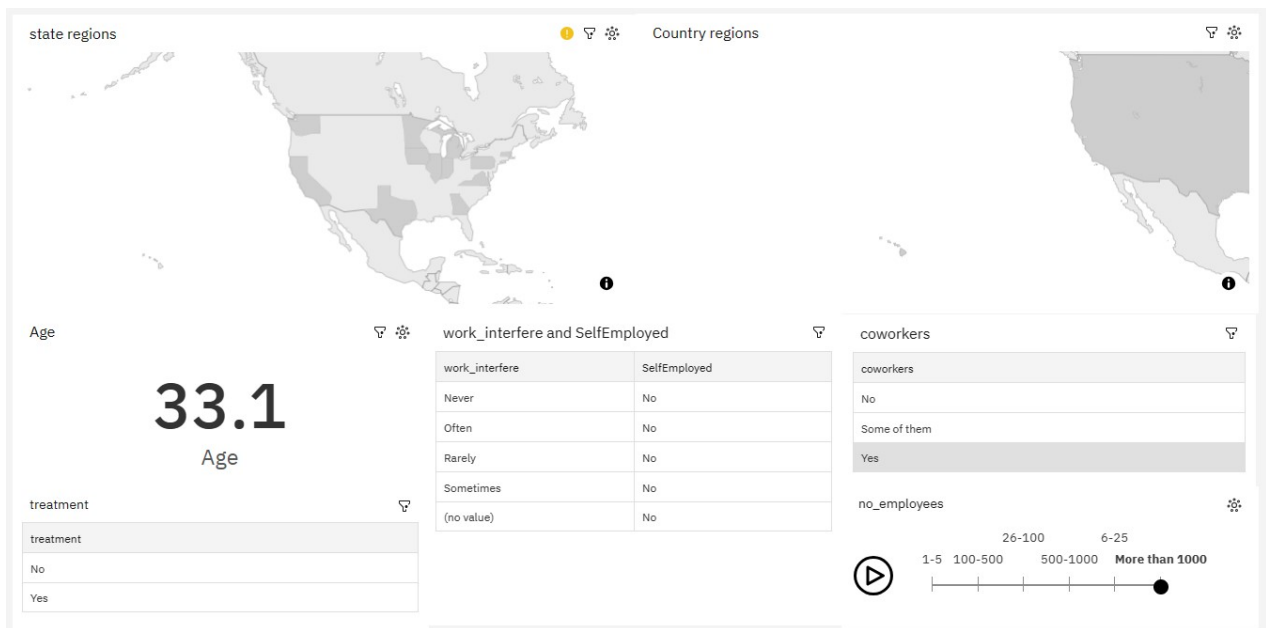 state regions
Country regions
Age
33.1
Age
treatment
treatment
No
Yes
work_interfere and SelfEmployed
work_interfere SelfEmployed
Never No
Often No
Rarely No
Sometimes No
(no value) No
coworkers
coworkers
No
Some of them
Yes
no_employees
26-100 6-25
1-5 100-500 500-1000 More than 1000